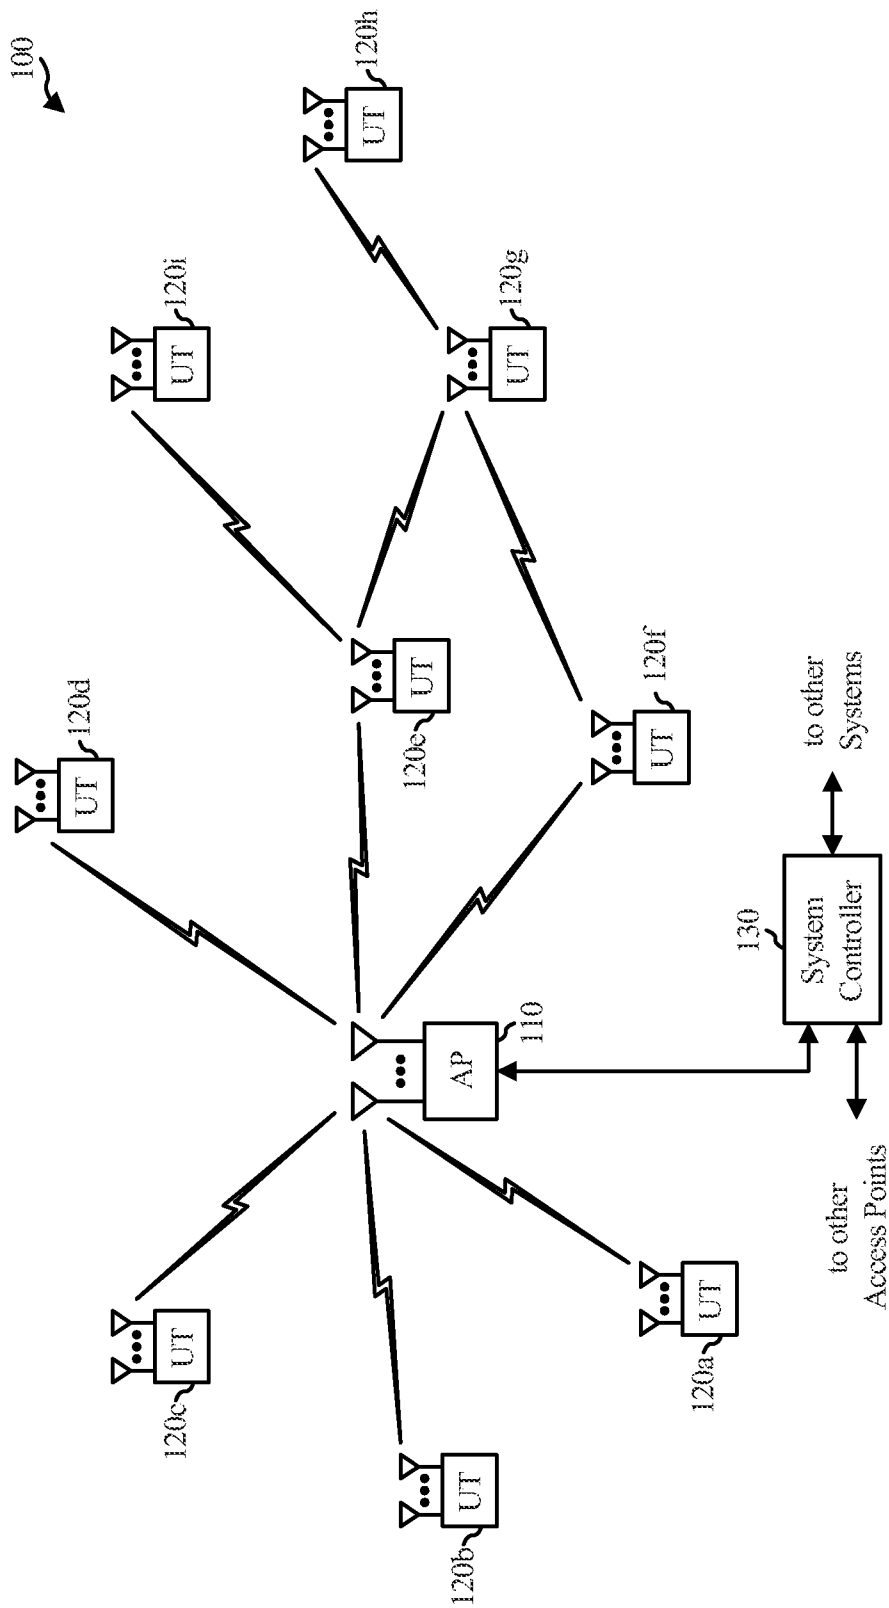 100
UT
120h
UT
120i
UT
120g
UT
120d
UT
120e
UT
120f
AP
110
UT
120c
UT
120b
UT
120a
130
System
Controller
to other
Systems
to other
Access Points